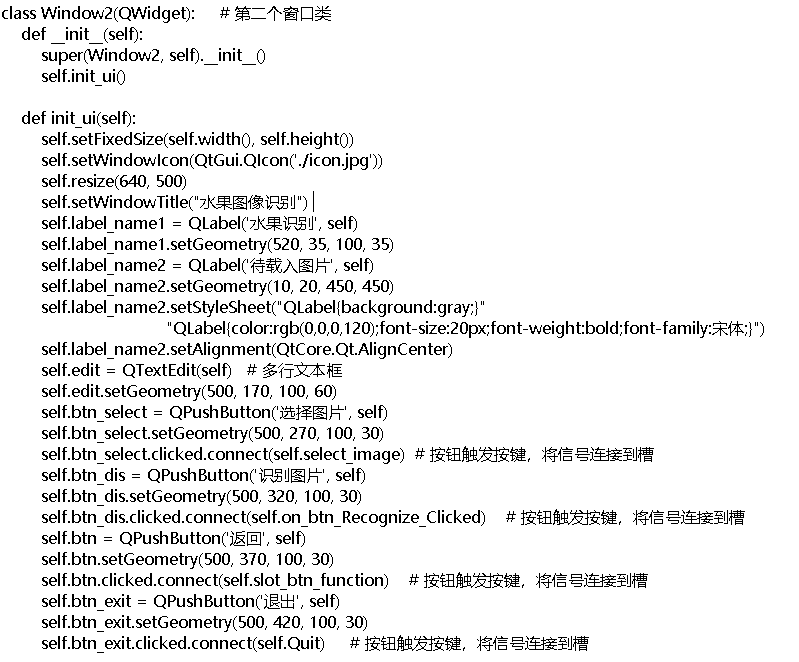 class Window2(QWidget):    # 第二个窗口类
    def __init__(self):
        super(Window2, self).__init__()
        self.init_ui()

    def init_ui(self):
        self.setFixedSize(self.width(), self.height())
        self.setWindowIcon(QtGui.QIcon('./icon.jpg'))
        self.resize(640, 500)
        self.setWindowTitle("水果图像识别")
        self.label_name1 = QLabel('水果识别', self)
        self.label_name1.setGeometry(520, 35, 100, 35)
        self.label_name2 = QLabel('待载入图片', self)
        self.label_name2.setGeometry(10, 20, 450, 450)
        self.label_name2.setStyleSheet("QLabel{background:gray;}"
                                "QLabel{color:rgb(0,0,0,120);font-size:20px;font-weight:bold;font-family:宋体;}")
        self.label_name2.setAlignment(QtCore.Qt.AlignCenter)
        self.edit = QTextEdit(self)   # 多行文本框
        self.edit.setGeometry(500, 170, 100, 60)
        self.btn_select = QPushButton('选择图片', self)
        self.btn_select.setGeometry(500, 270, 100, 30)
        self.btn_select.clicked.connect(self.select_image)  # 按钮触发按键，将信号连接到槽
        self.btn_dis = QPushButton('识别图片', self)
        self.btn_dis.setGeometry(500, 320, 100, 30)
        self.btn_dis.clicked.connect(self.on_btn_Recognize_Clicked)    # 按钮触发按键，将信号连接到槽
        self.btn = QPushButton('返回', self)
        self.btn.setGeometry(500, 370, 100, 30)
        self.btn.clicked.connect(self.slot_btn_function)    # 按钮触发按键，将信号连接到槽
        self.btn_exit = QPushButton('退出', self)
        self.btn_exit.setGeometry(500, 420, 100, 30)
        self.btn_exit.clicked.connect(self.Quit)     # 按钮触发按键，将信号连接到槽